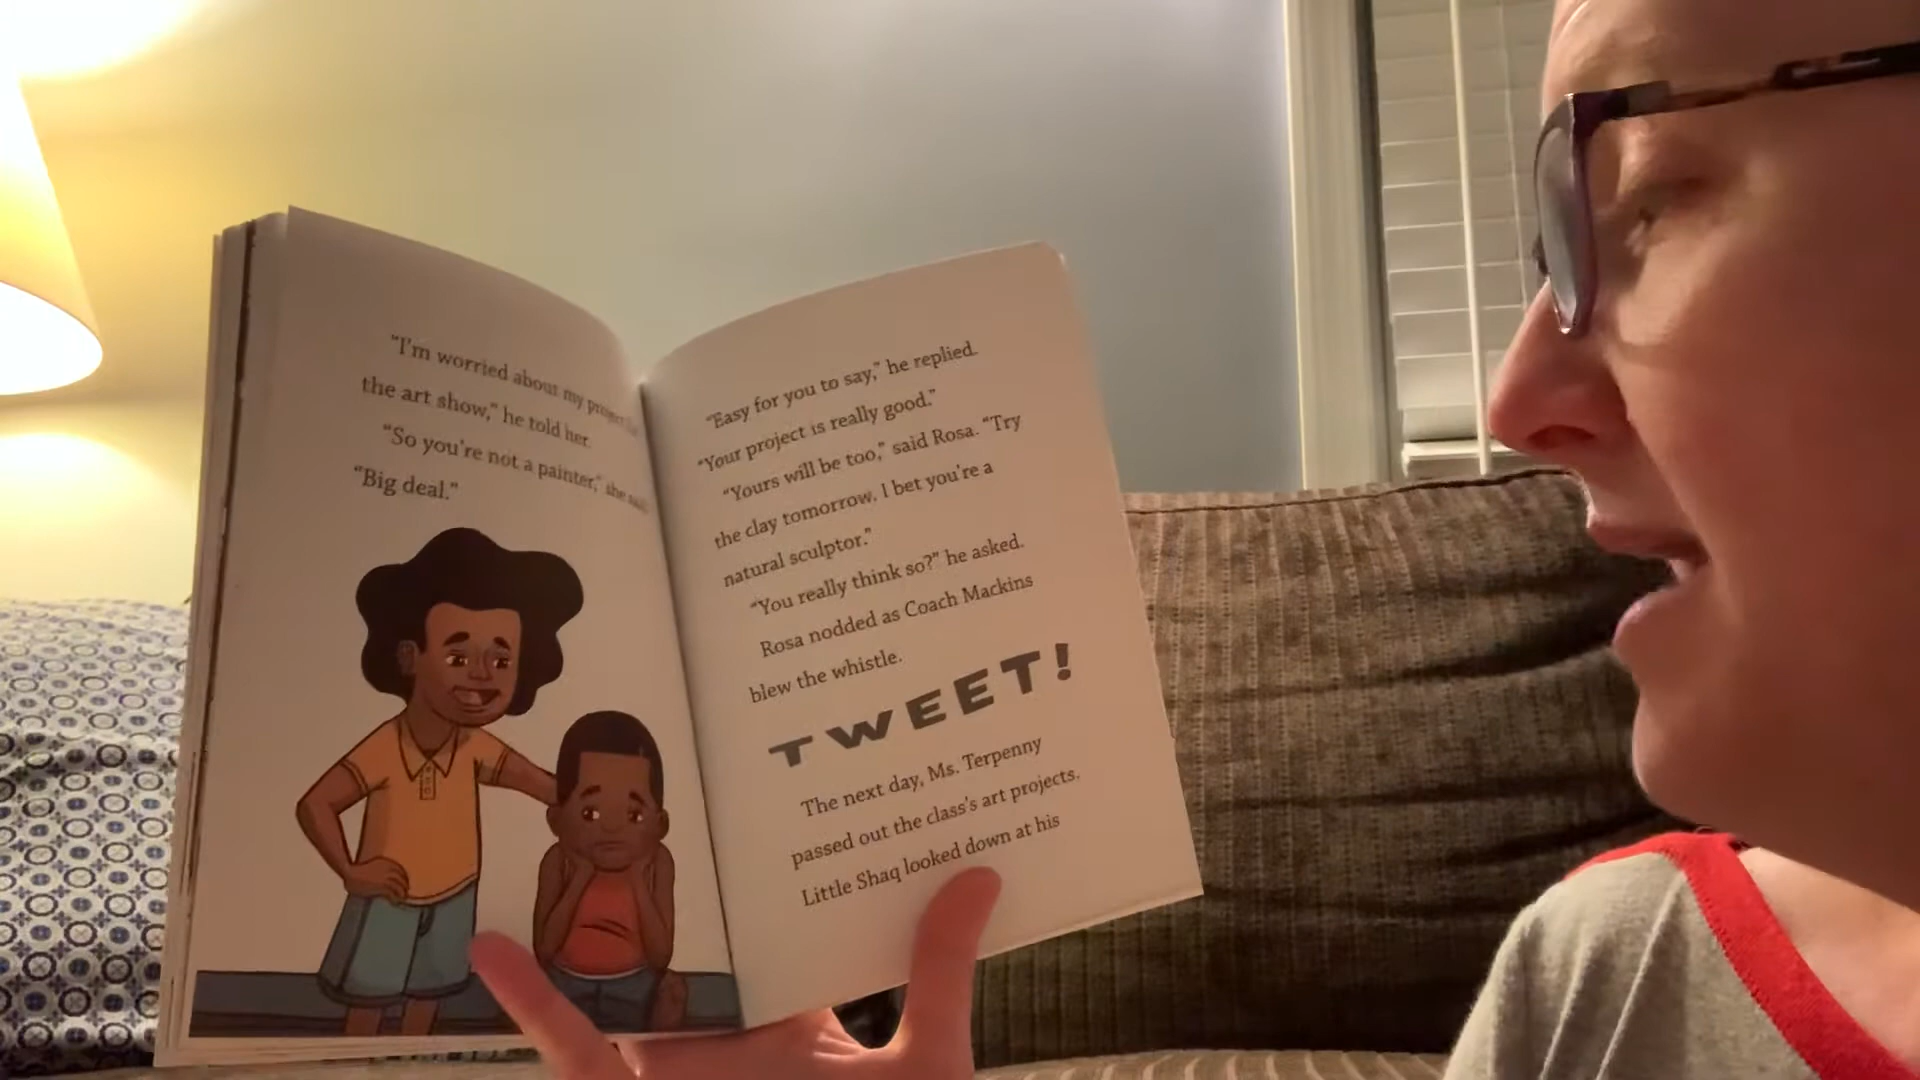 "I'm worried about my project
the art show," he told her.
"So you're not a painter," she said.
"Big deal."
"Easy for you to say," he replied.
"Your project is really good."
"Yours will be too," said Rosa. "Try
the clay tomorrow. I bet you're a
natural sculptor."
"You really think so?" he asked.
Rosa nodded as Coach Mackins
blew the whistle.
TWEET!
The next day, Ms. Terpenny
passed out the class's art projects.
Little Shaq looked down at his